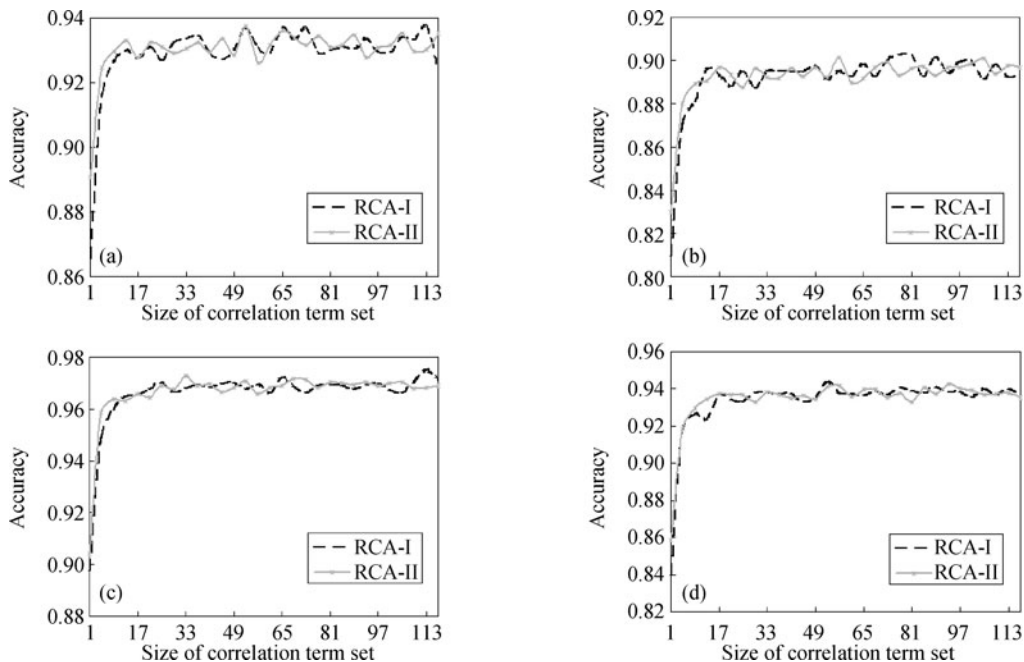 0.94
0.92
0.90
0.88
0.86
Accuracy
RCA-I
RCA-II
(a)
1 17 33 49 65 81 97 113
Size of correlation term set
0.92
0.90
0.88
0.86
0.84
0.82
0.80
Accuracy
RCA-I
RCA-II
(b)
1 17 33 49 65 81 97 113
Size of correlation term set
0.98
0.96
0.94
0.92
0.90
0.88
Accuracy
RCA-I
RCA-II
(c)
1 17 33 49 65 81 97 113
Size of correlation term set
0.96
0.94
0.92
0.90
0.88
0.86
0.84
0.82
Accuracy
RCA-I
RCA-II
(d)
1 17 33 49 65 81 97 113
Size of correlation term set